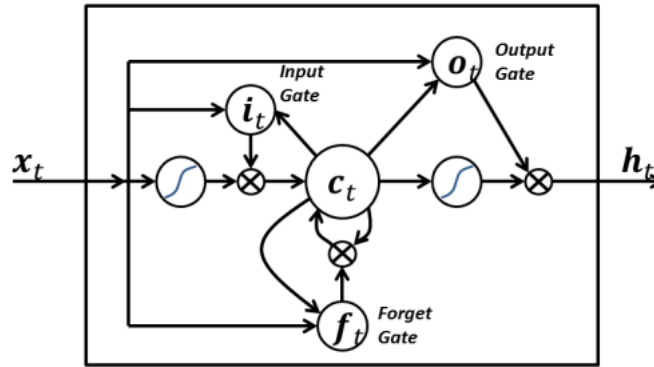 Input
Gate
i_t
o_t
Output
Gate
x_t
c_t
h_t
f_t
Forget
Gate